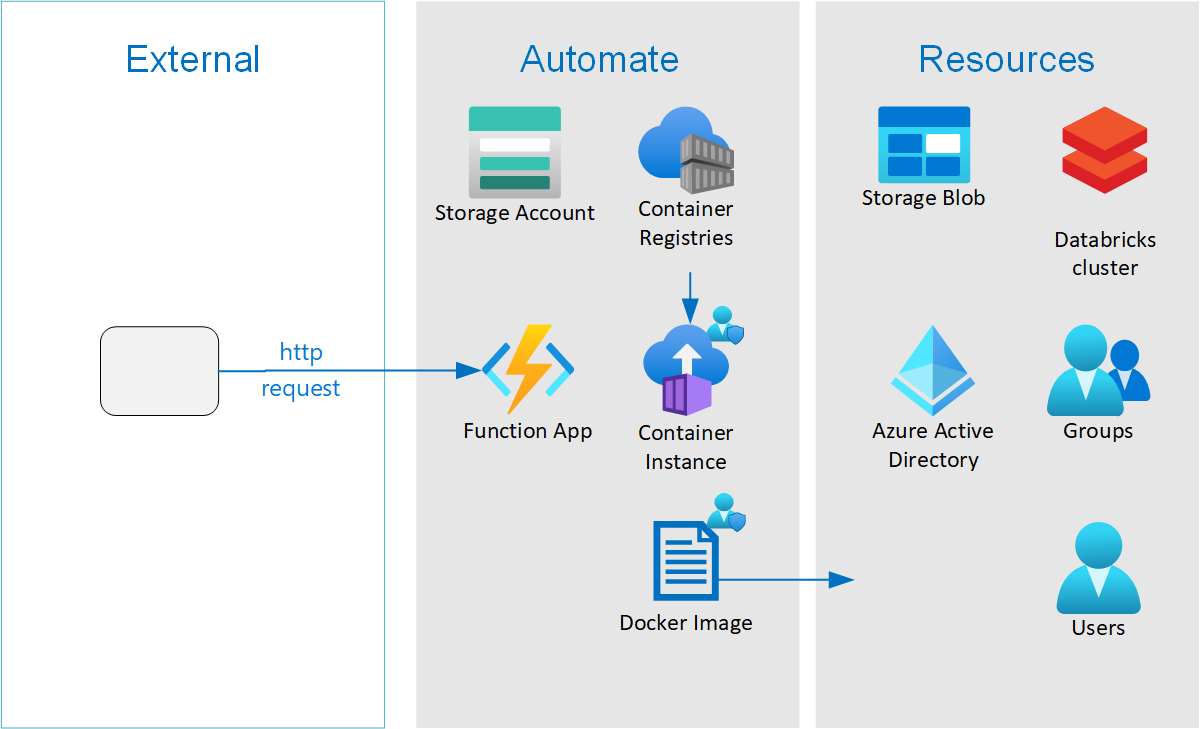 External
Automate
Resources
Storage Account
Container
Registries
Storage Blob
Databricks
cluster
http
request
Function App
Container
Instance
Azure Active
Directory
Groups
Docker Image
Users